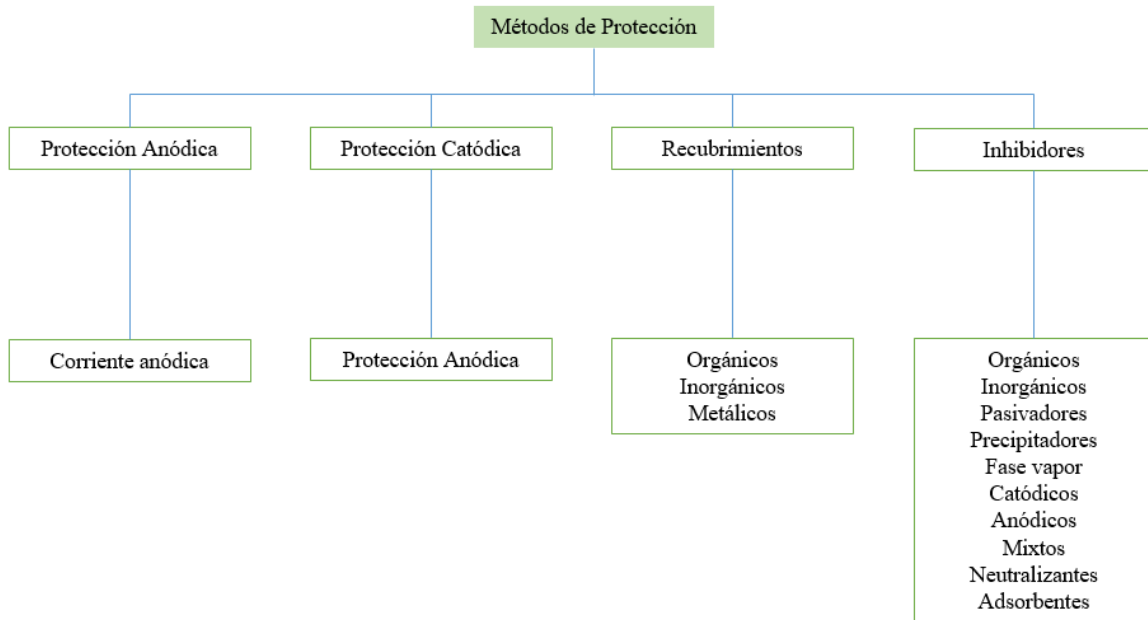 Métodos de Protección
Protección Anódica
Protección Catódica
Recubrimientos
Inhibidores
Corriente anódica
Protección Anódica
Orgánicos
Inorgánicos
Metálicos
Orgánicos
Inorgánicos
Pasivadores
Precipitadores
Fase vapor
Catódicos
Anódicos
Mixtos
Neutralizantes
Adsorbentes